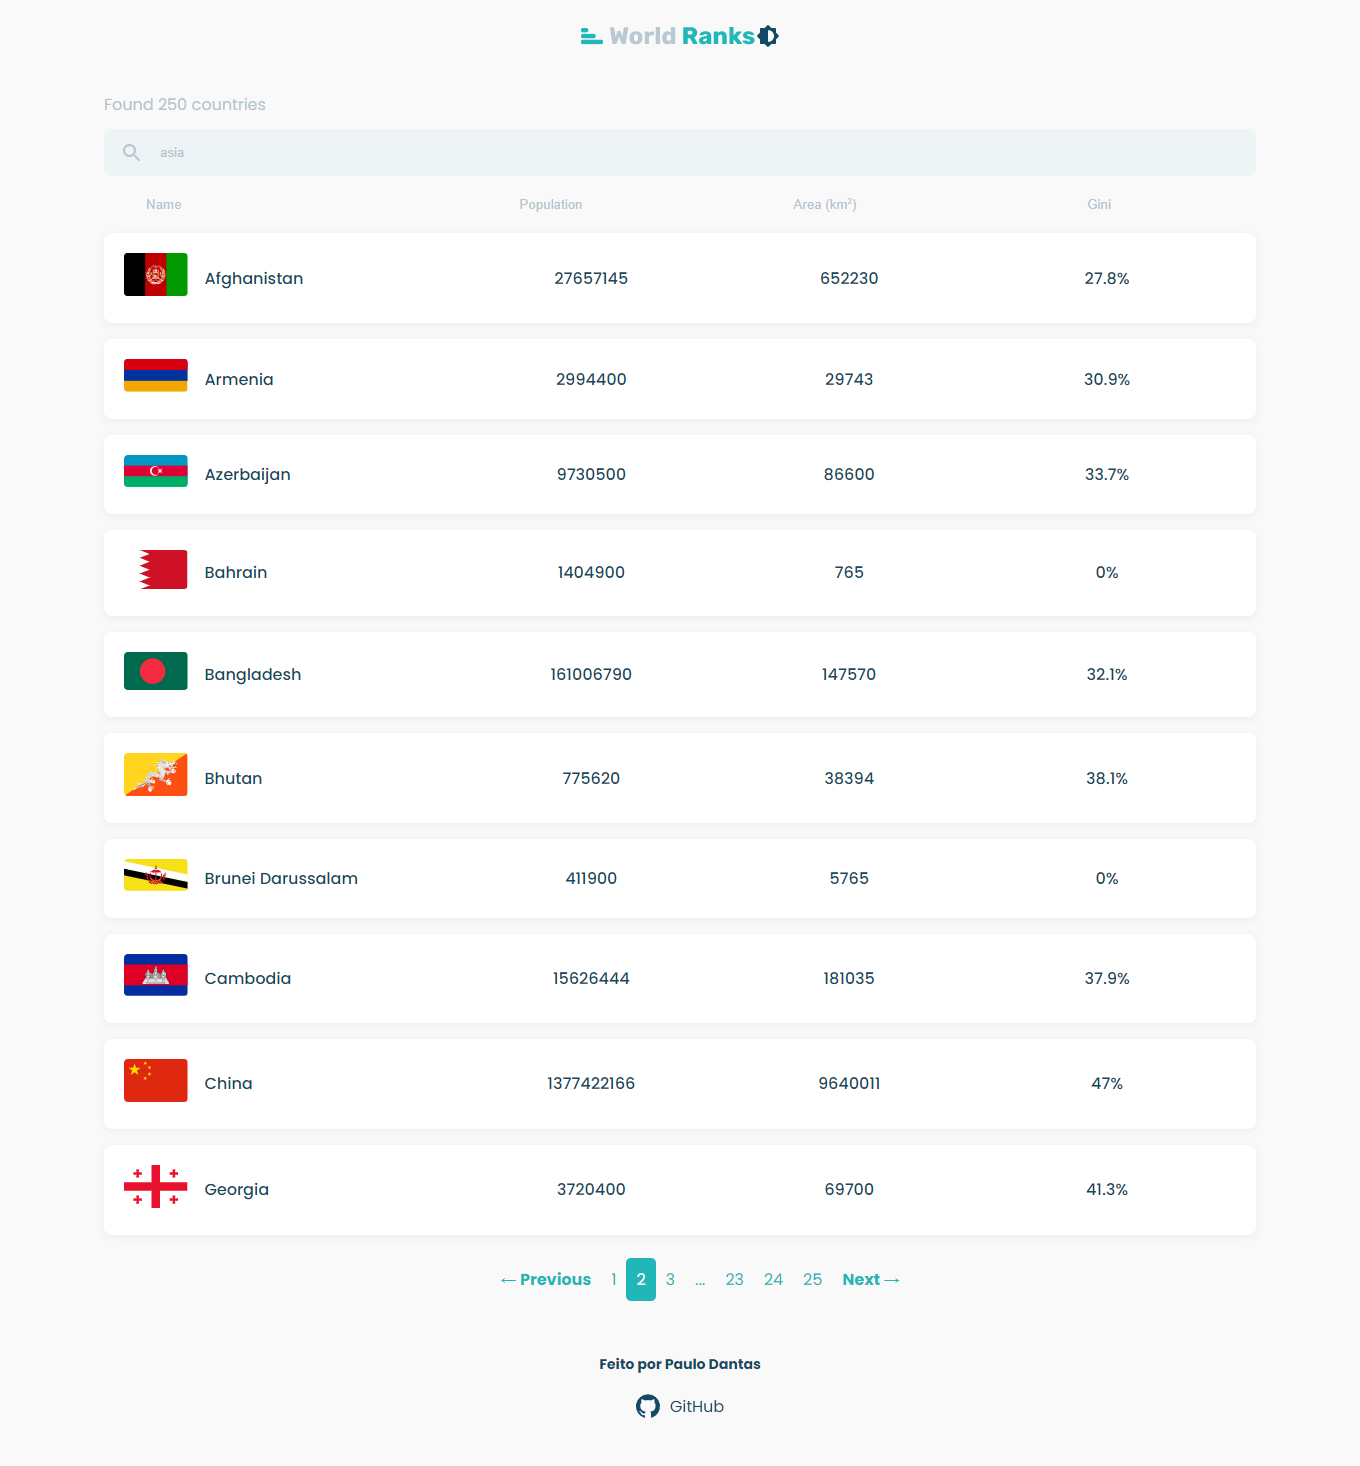 World Ranks
Found 250 countries
asia
Name Population Area (km²) Gini
Afghanistan 27657145 652230 27.8%
Armenia 2994400 29743 30.9%
Azerbaijan 9730500 86600 33.7%
Bahrain 1404900 765 0%
Bangladesh 161006790 147570 32.1%
Bhutan 775620 38394 38.1%
Brunei Darussalam 411900 5765 0%
Cambodia 15626444 181035 37.9%
China 1377422166 9640011 47%
Georgia 3720400 69700 41.3%
← Previous 1 2 3 ... 23 24 25 Next →
Feito por Paulo Dantas
GitHub